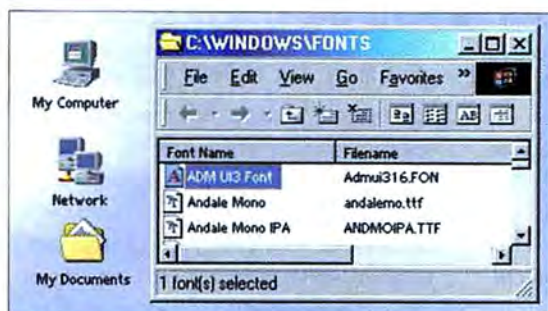 My Computer
Network
My Documents
C:\WINDOWS\FONTS
File Edit View Go Favorites »
Font Name Filename
ADM UI3 Font Admui316.FON
Andale Mono andalemo.ttf
Andale Mono IPA ANDMOIPA.TTF
1 font(s) selected